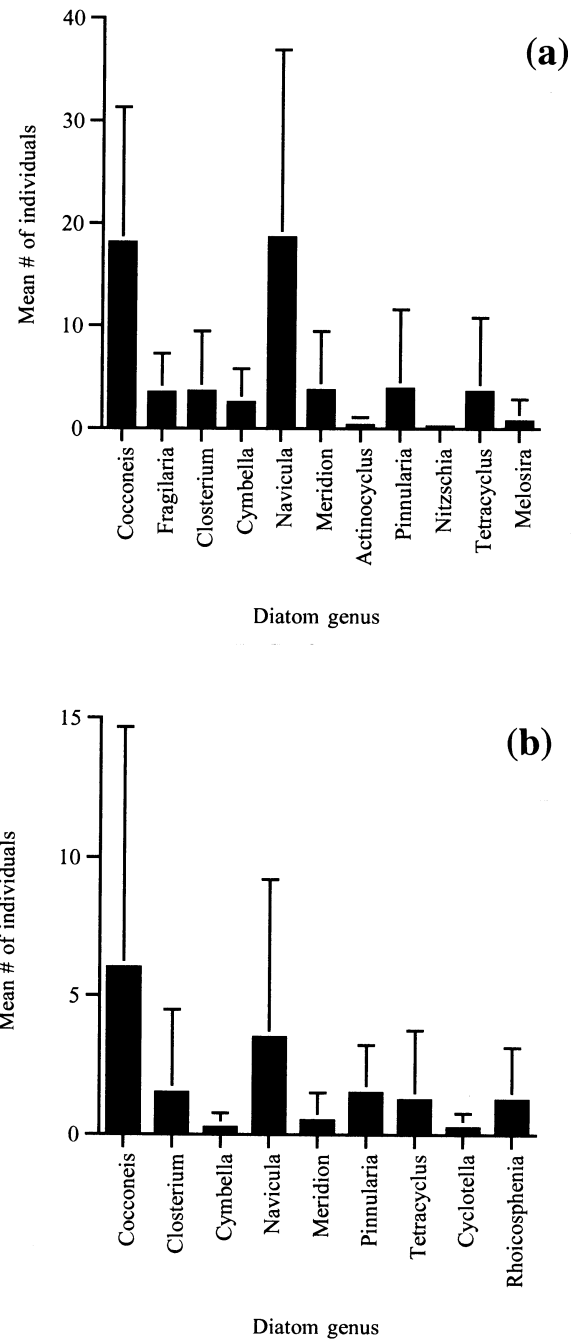 (a)
40
30
20
10
0
Mean # of individuals
Cocconeis
Fragilaria
Closterium
Cymbella
Navicula
Meridion
Actinocyclus
Pinnularia
Nitzschia
Tetracyclus
Melosira
Diatom genus
(b)
15
10
5
0
Mean # of individuals
Cocconeis
Closterium
Cymbella
Navicula
Meridion
Pinnularia
Tetracyclus
Cyclotella
Rhoicosphenia
Diatom genus